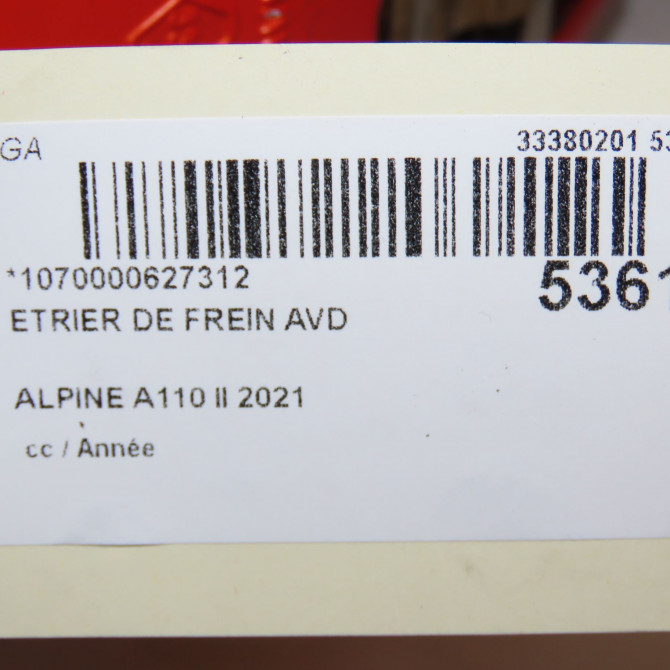 GA
33380201 53
*1070000627312
5361
ETRIER DE FREIN AVD
ALPINE A110 II 2021
cc / Année